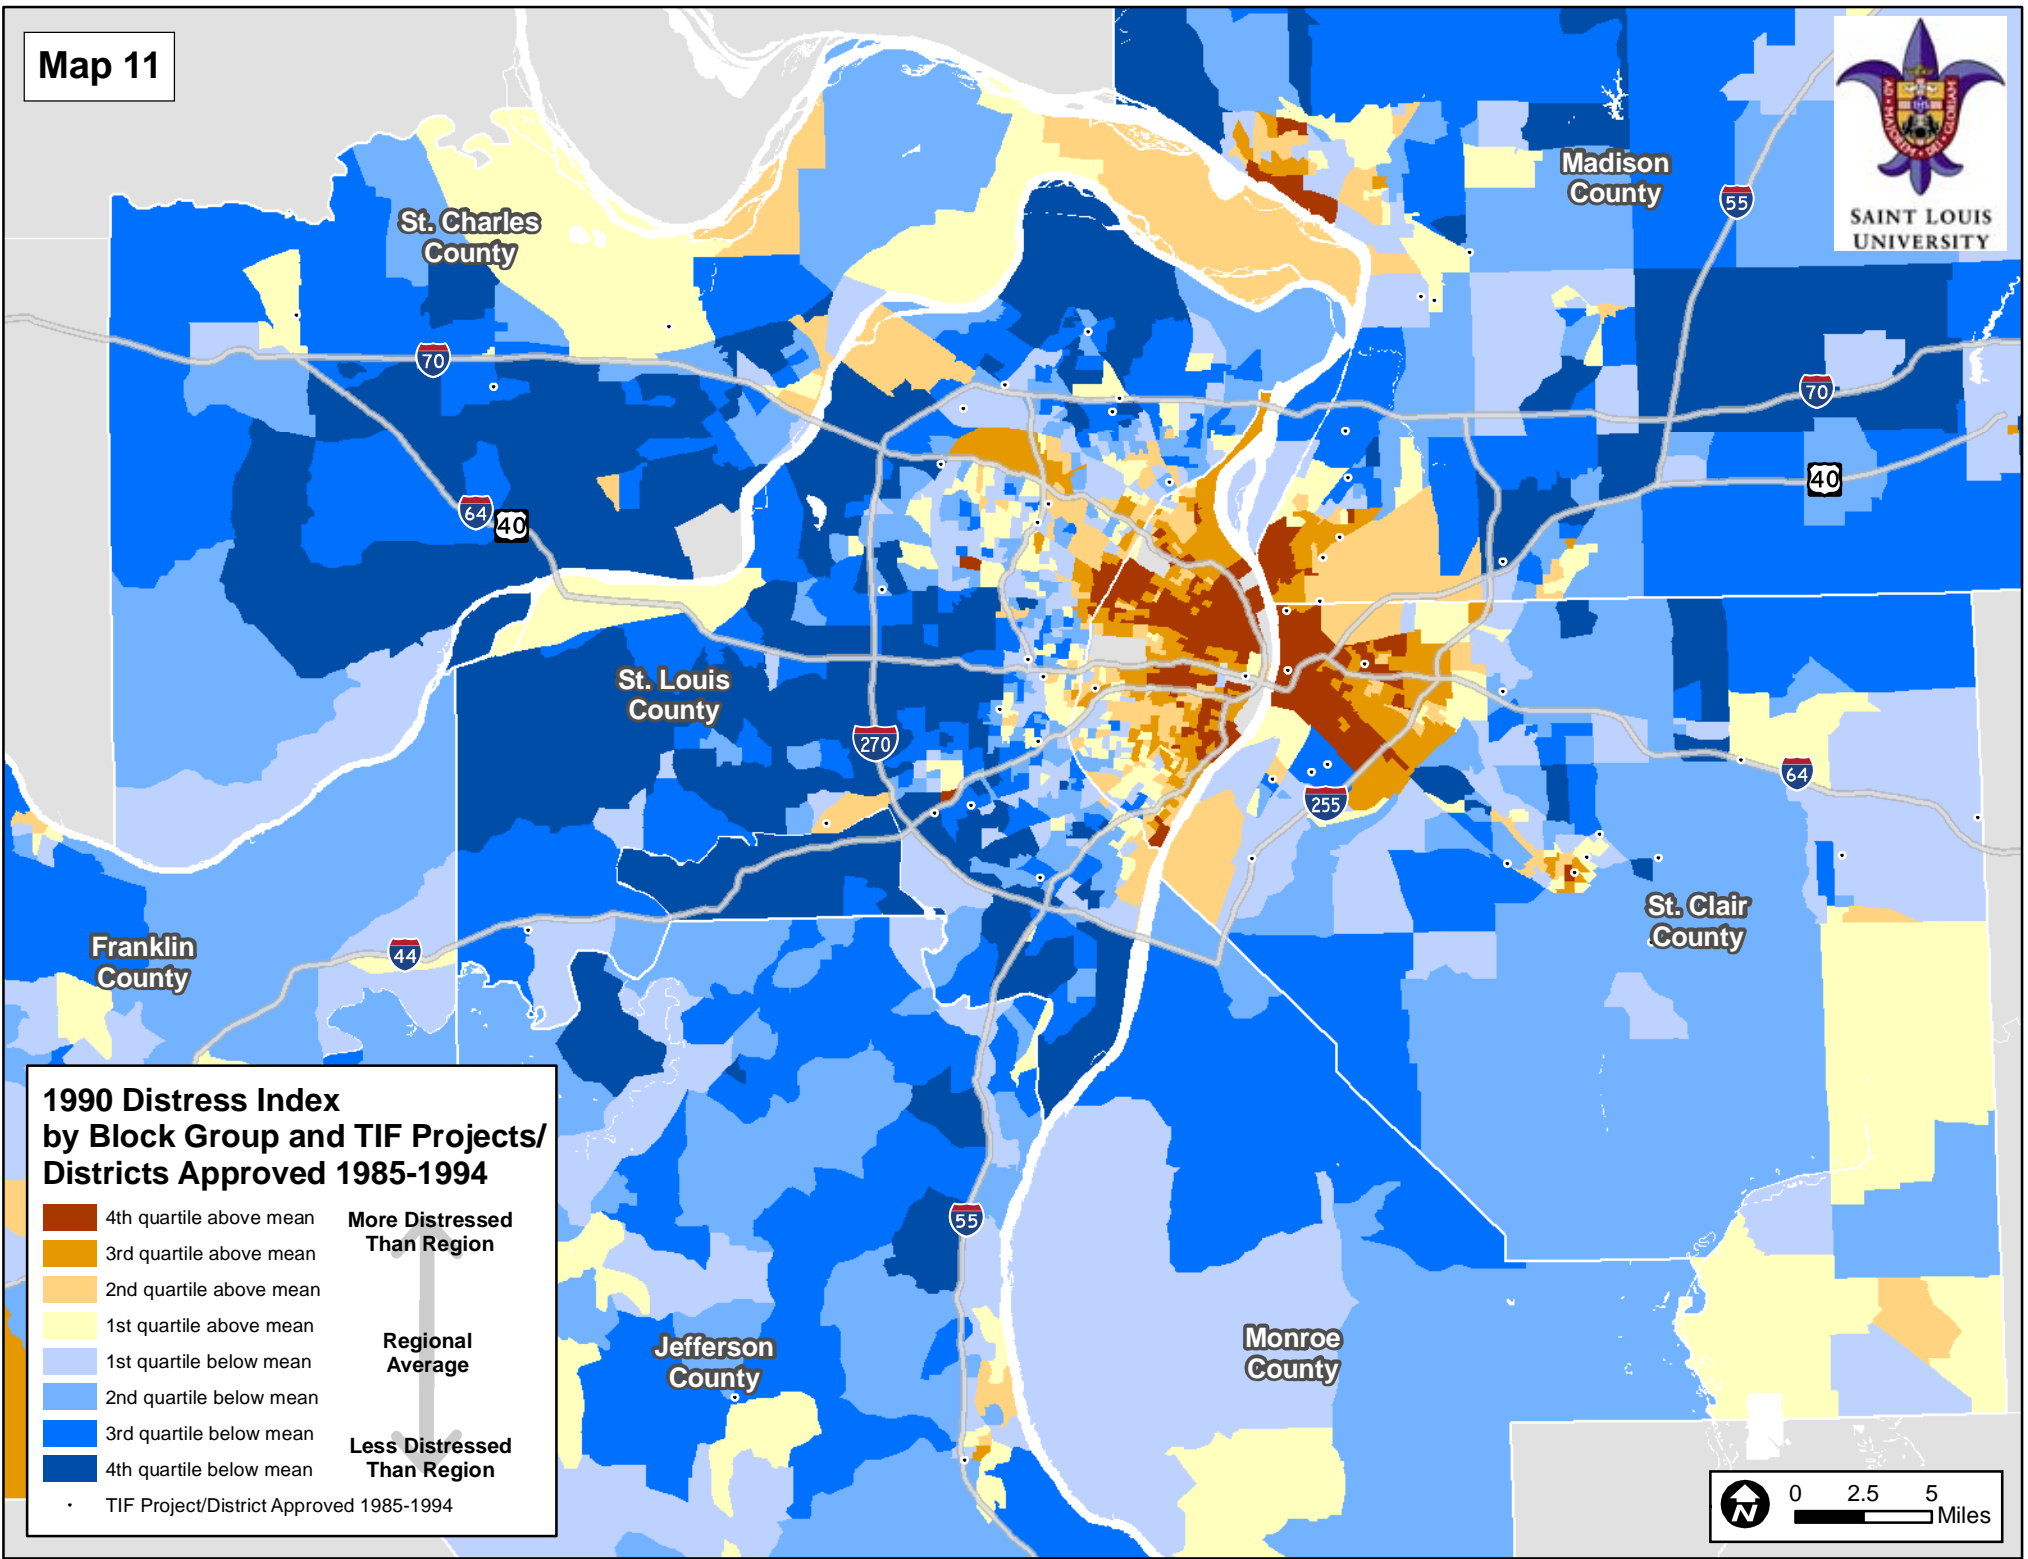 Map 11
SAINT LOUIS
UNIVERSITY
Madison
County
55
St. Charles
County
70
70
40
64
40
St. Louis
County
270
64
255
St. Clair
County
Franklin
County
44
1990 Distress Index
by Block Group and TIF Projects/
Districts Approved 1985-1994
4th quartile above mean
3rd quartile above mean
2nd quartile above mean
1st quartile above mean
1st quartile below mean
2nd quartile below mean
3rd quartile below mean
4th quartile below mean
TIF Project/District Approved 1985-1994
More Distressed
Than Region
Regional
Average
Less Distressed
Than Region
55
Jefferson
County
Monroe
County
N
0 2.5 5
Miles